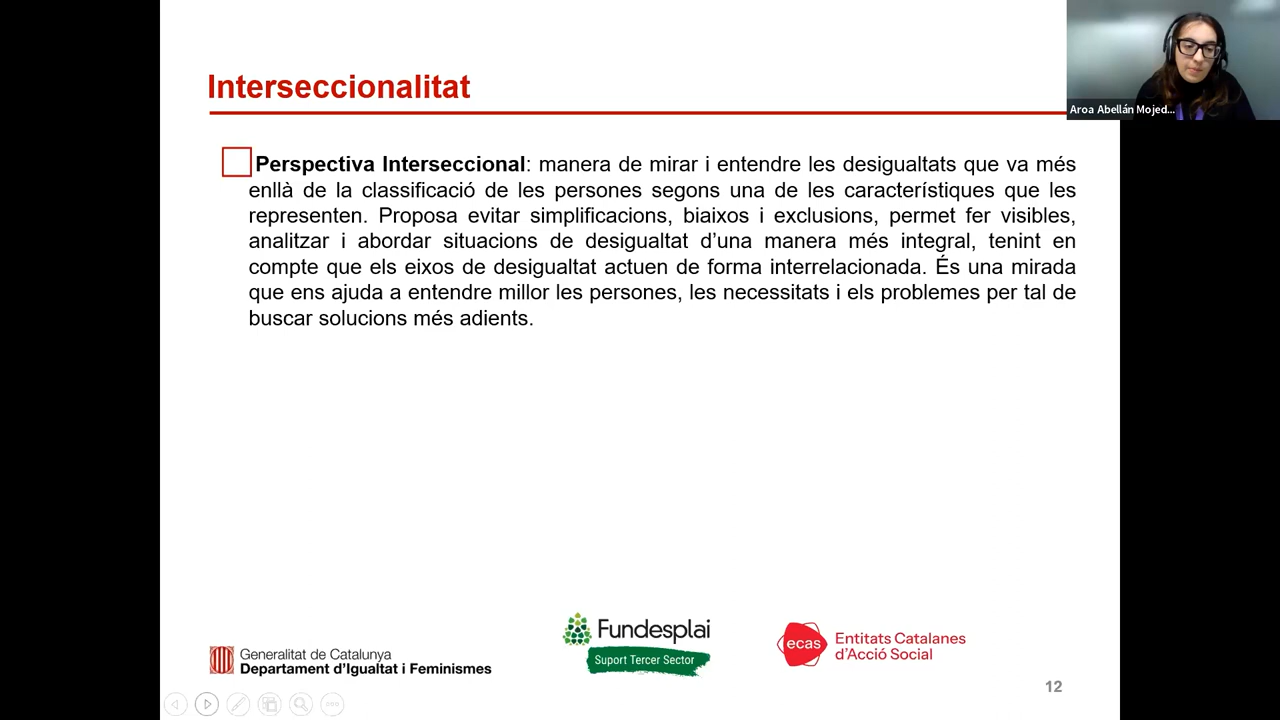 Interseccionalitat
Aroa Abellán Mojed...
Perspectiva Interseccional: manera de mirar i entendre les desigualtats que va més
enllà de la classificació de les persones segons una de les característiques que les
representen. Proposa evitar simplificacions, biaixos i exclusions, permet fer visibles,
analitzar i abordar situacions de desigualtat d’una manera més integral, tenint en
compte que els eixos de desigualtat actuen de forma interrelacionada. És una mirada
que ens ajuda a entendre millor les persones, les necessitats i els problemes per tal de
buscar solucions més adients.
Generalitat de Catalunya
Departament d’Igualtat i Feminismes
Fundesplai
Suport Tercer Sector
ecas
Entitats Catalanes
d’Acció Social
12